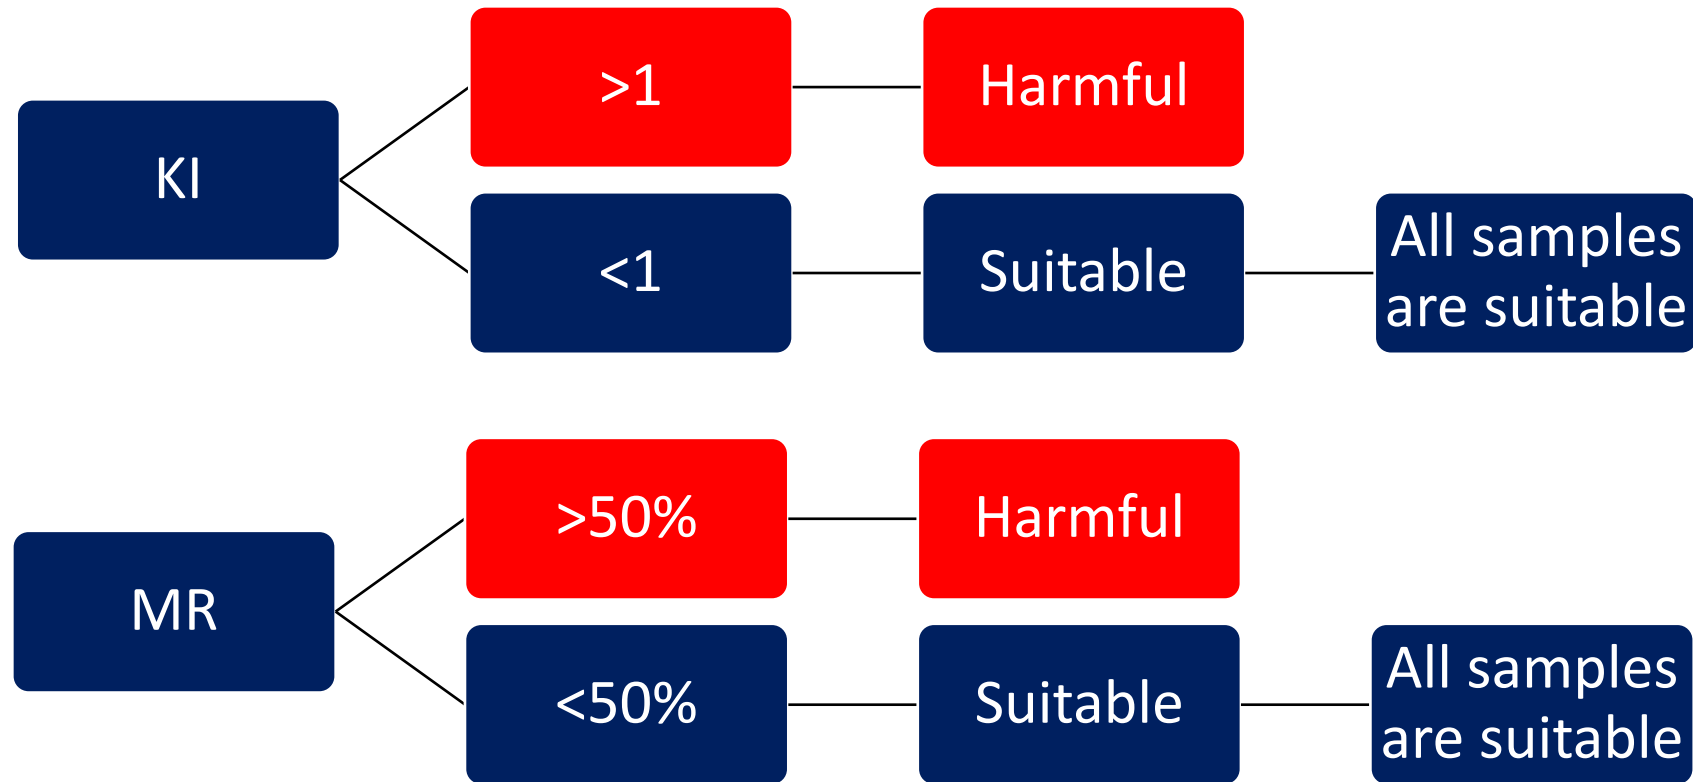 KI
>1
Harmful
<1
Suitable
All samples
are suitable
MR
>50%
Harmful
<50%
Suitable
All samples
are suitable